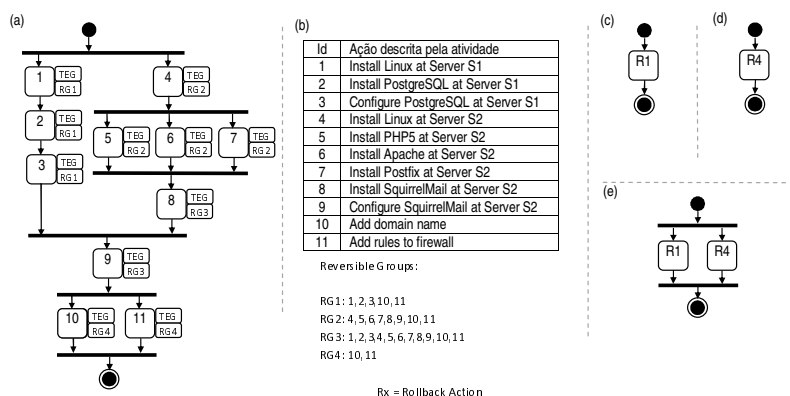 (a)
1 TEG
RG1
4 TEG
RG2
2 TEG
RG1
5 TEG
RG2
6 TEG
RG2
7 TEG
RG2
3 TEG
RG1
8 TEG
RG3
9 TEG
RG3
10 TEG
RG4
11 TEG
RG4
(b)
Id Ação descrita pela atividade
1 Install Linux at Server S1
2 Install PostgreSQL at Server S1
3 Configure PostgreSQL at Server S1
4 Install Linux at Server S2
5 Install PHP5 at Server S2
6 Install Apache at Server S2
7 Install Postfix at Server S2
8 Install SquirrelMail at Server S2
9 Configure SquirrelMail at Server S2
10 Add domain name
11 Add rules to firewall
Reversible Groups:
RG1: 1,2,3,10,11
RG2: 4,5,6,7,8,9,10,11
RG3: 1,2,3,4,5,6,7,8,9,10,11
RG4: 10,11
Rx = Rollback Action
(c)
R1
(d)
R4
(e)
R1 R4